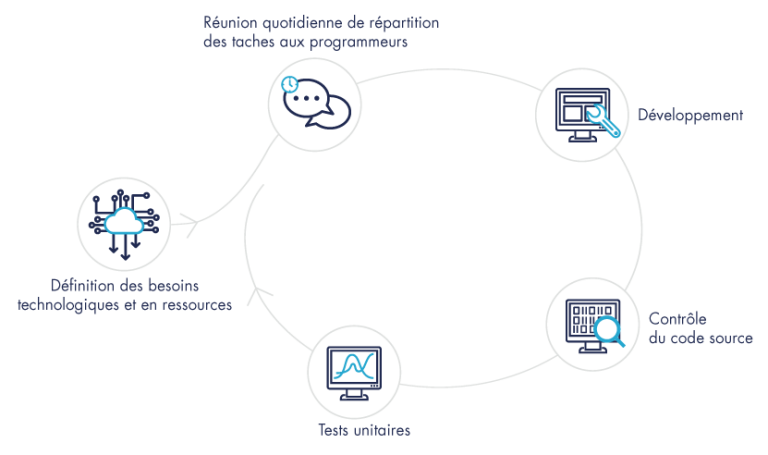 Réunion quotidienne de répartition
des taches aux programmeurs
Développement
Définition des besoins
technologiques et en ressources
Contrôle
du code source
Tests unitaires